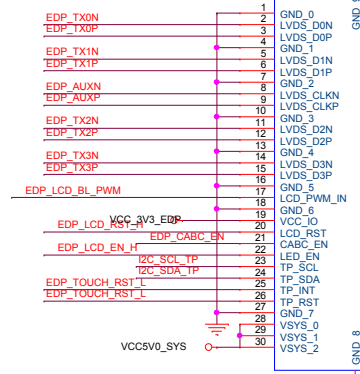 1 GND_0
EDP_TX0N 2 LVDS_D0N
EDP_TX0P 3 LVDS_D0P
4 GND_1
EDP_TX1N 5 LVDS_D1N
EDP_TX1P 6 LVDS_D1P
7 GND_2
EDP_AUXN 8 LVDS_CLKN
EDP_AUXP 9 LVDS_CLKP
10 GND_3
EDP_TX2N 11 LVDS_D2N
EDP_TX2P 12 LVDS_D2P
13 GND_4
EDP_TX3N 14 LVDS_D3N
EDP_TX3P 15 LVDS_D3P
16 GND_5
EDP_LCD_BL_PWM 17 LCD_PWM_IN
18 GND_6
VCC_3V3_EDP 19 VCC_IO
EDP_LCD_RST_H 20 LCD_RST
EDP_CABC_EN 21 CABC_EN
EDP_LCD_EN_H 22 LED_EN
I2C_SCL_TP 23 TP_SCL
I2C_SDA_TP 24 TP_SDA
EDP_TOUCH_RST_L 25 TP_INT
EDP_TOUCH_RST_L 26 TP_RST
27 GND_7
28 VSYS_0
29 VSYS_1
VCC5V0_SYS 30 VSYS_2
GND_8